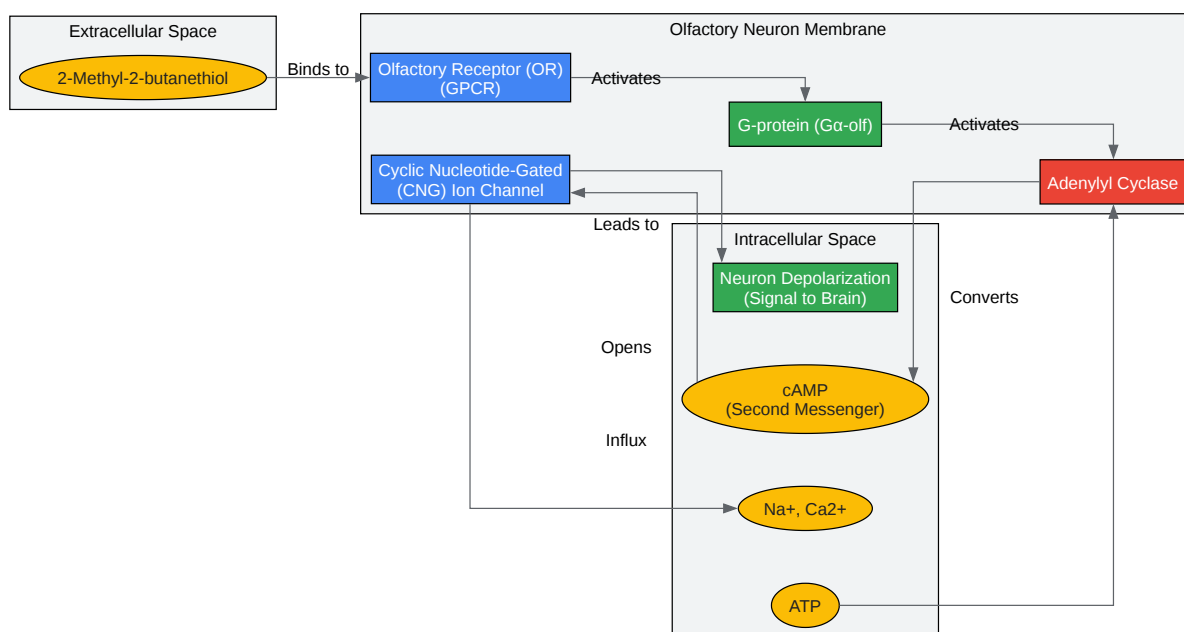 Extracellular Space
2-Methyl-2-butanethiol
Binds to
Olfactory Neuron Membrane
Olfactory Receptor (OR)
(GPCR)
Activates
G-protein (Gα-olf)
Activates
Adenylyl Cyclase
Cyclic Nucleotide-Gated
(CNG) Ion Channel
Leads to
Intracellular Space
Neuron Depolarization
(Signal to Brain)
Converts
Opens
cAMP
(Second Messenger)
Influx
Na+, Ca2+
ATP